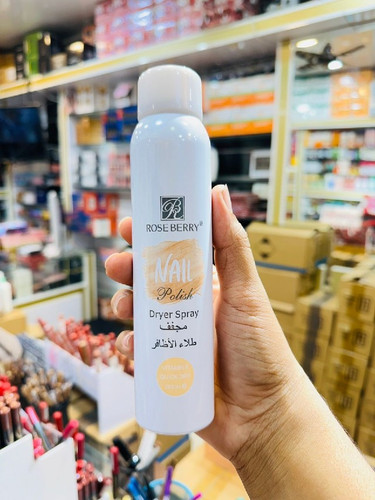 R
ROSE BERRY®
NAIL
Polish
Dryer Spray
مجفف
طلاء الأظافر